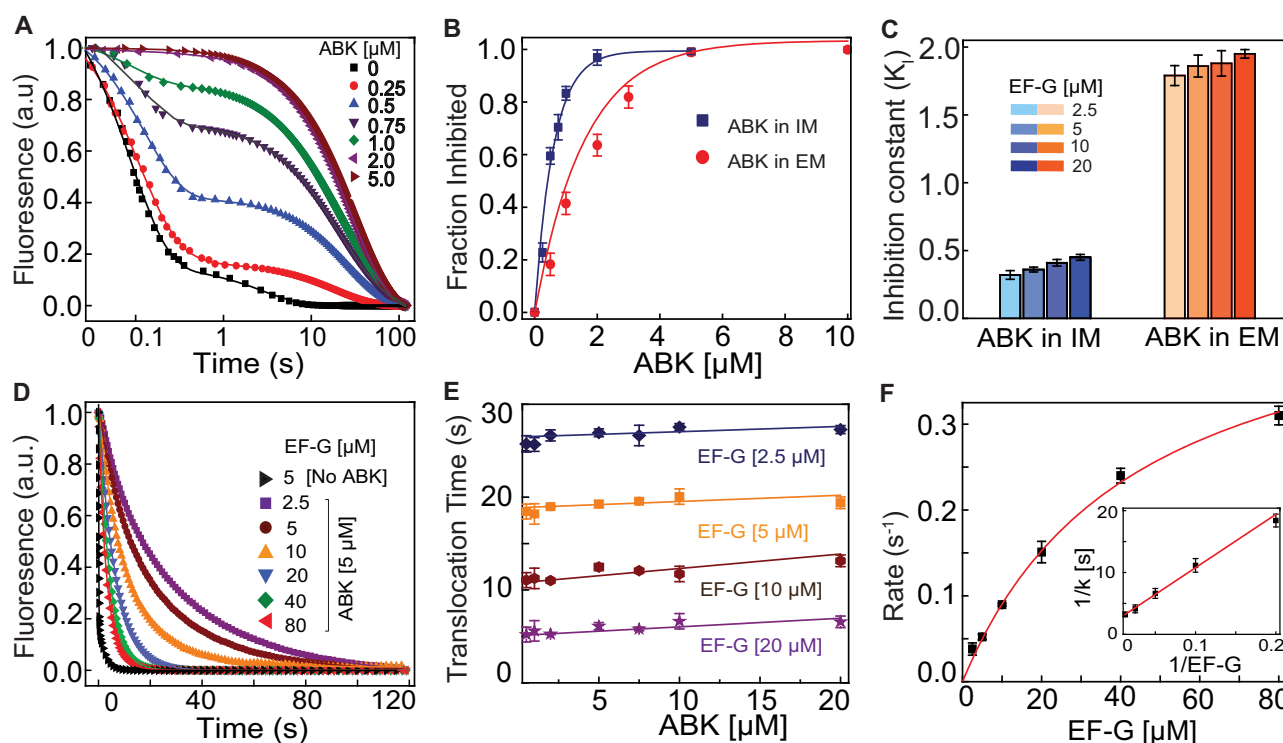 A
Fluoresence (a.u)
1.0
0.8
0.6
0.4
0.2
0.0
0
0.1
1
10
100
Time (s)
ABK [µM]
0
0.25
0.5
0.75
1.0
2.0
5.0
B
Fraction Inhibited
1.0
0.8
0.6
0.4
0.2
0.0
0
2
4
6
8
10
ABK [µM]
ABK in IM
ABK in EM
C
Inhibition constant (KI)
2.0
1.5
1.0
0.5
0.0
EF-G [µM]
2.5
5
10
20
ABK in IM
ABK in EM
D
Fluoresence (a.u.)
1.0
0.8
0.6
0.4
0.2
0.0
0
40
80
120
Time (s)
EF-G [µM]
5 [No ABK]
2.5
5
10
20
40
80
ABK [5 µM]
E
Translocation Time (s)
30
20
10
0
5
10
15
20
ABK [µM]
EF-G [2.5 µM]
EF-G [5 µM]
EF-G [10 µM]
EF-G [20 µM]
F
Rate (s-1)
0.3
0.2
0.1
0.0
0
20
40
60
80
EF-G [µM]
1/k [s]
20
10
0
0.0
0.1
0.2
1/EF-G